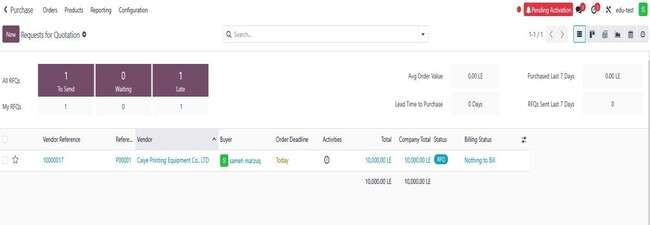 Purchase Orders Products Reporting Configuration Pending Activation edu-test
New Requests for Quotation Search... 1-1 / 1
All RFQs 1 To Send 0 Waiting 1 Late
My RFQs 1 0 1
Avg Order Value 0.00 LE Purchased Last 7 Days 0.00 LE
Lead Time to Purchase 0 Days RFQs Sent Last 7 Days 0
Vendor Reference Refere... Vendor Buyer Order Deadline Activities Total Company Total Status Billing Status
P00001 Caiye Printing Equipment Co., LTD sameh marzuq Today 10,000.00 LE 10,000.00 LE RFQ Nothing to Bill
10,000.00 LE 10,000.00 LE